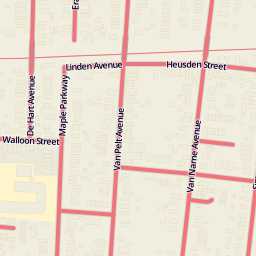 Linden Avenue
Heusden Street
De Hart Avenue
Maple Parkway
Van Pelt Avenue
Van Name Avenue
Walloon Street